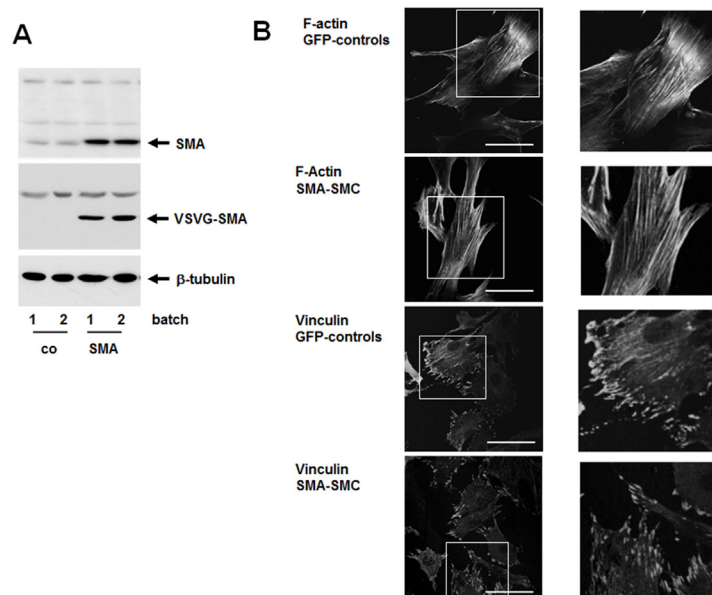 A
SMA
VSVG-SMA
β-tubulin
1 2 1 2 batch
co SMA
B
F-actin
GFP-controls
F-Actin
SMA-SMC
Vinculin
GFP-controls
Vinculin
SMA-SMC